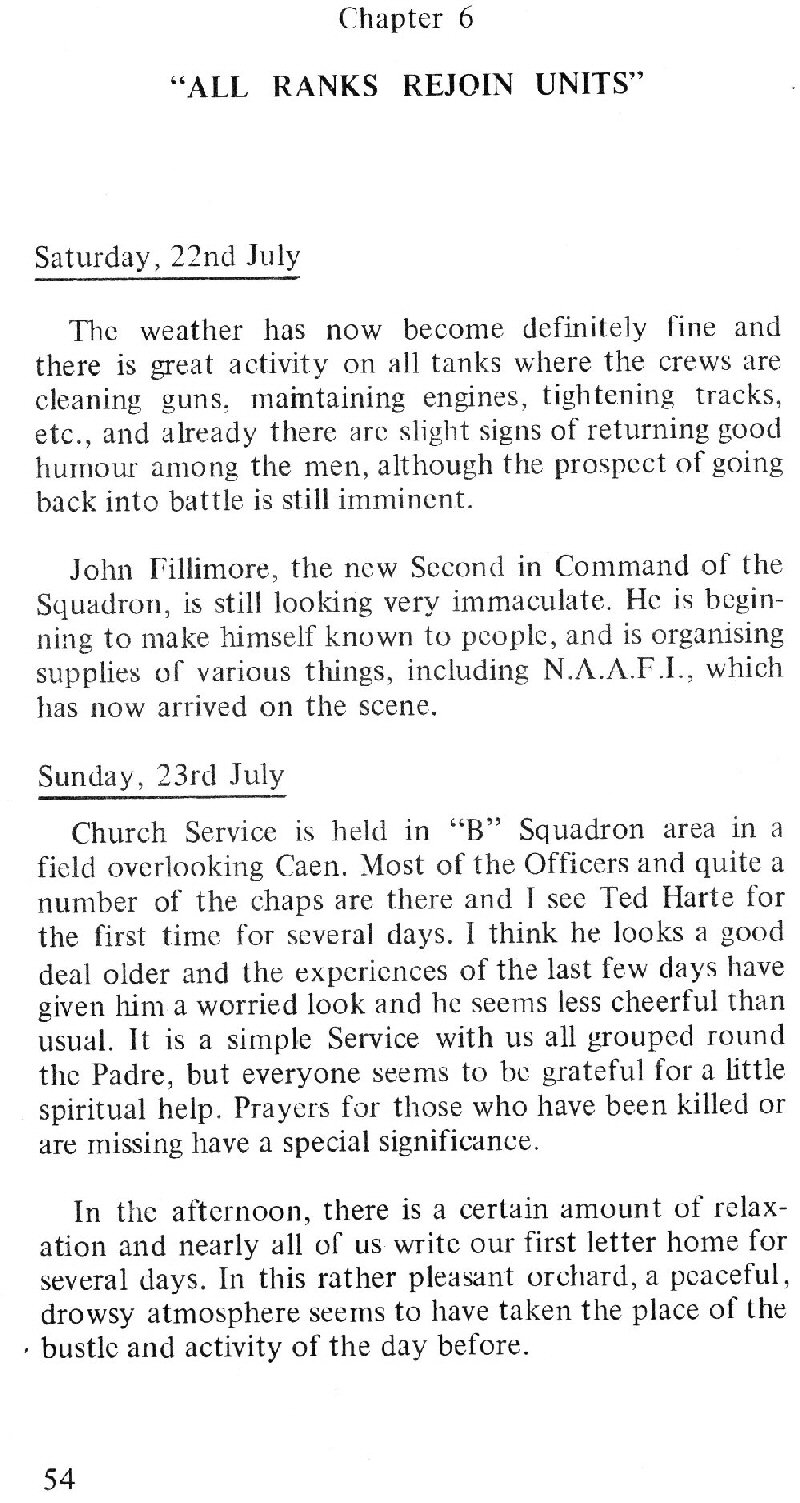 Chapter 6
“ALL RANKS REJOIN UNITS”
Saturday, 22nd July
The weather has now become definitely fine and
there is great activity on all tanks where the crews are
cleaning guns, maintaining engines, tightening tracks,
etc., and already there are slight signs of returning good
humour among the men, although the prospect of going
back into battle is still imminent.
John Fillimore, the new Second in Command of the
Squadron, is still looking very immaculate. He is begin-
ning to make himself known to people, and is organising
supplies of various things, including N.A.A.F.I., which
has now arrived on the scene.
Sunday, 23rd July
Church Service is held in “B” Squadron area in a
field overlooking Caen. Most of the Officers and quite a
number of the chaps are there and I see Ted Harte for
the first time for several days. I think he looks a good
deal older and the experiences of the last few days have
given him a worried look and he seems less cheerful than
usual. It is a simple Service with us all grouped round
the Padre, but everyone seems to be grateful for a little
spiritual help. Prayers for those who have been killed or
are missing have a special significance.
In the afternoon, there is a certain amount of relax-
ation and nearly all of us write our first letter home for
several days. In this rather pleasant orchard, a peaceful,
drowsy atmosphere seems to have taken the place of the
bustle and activity of the day before.
54